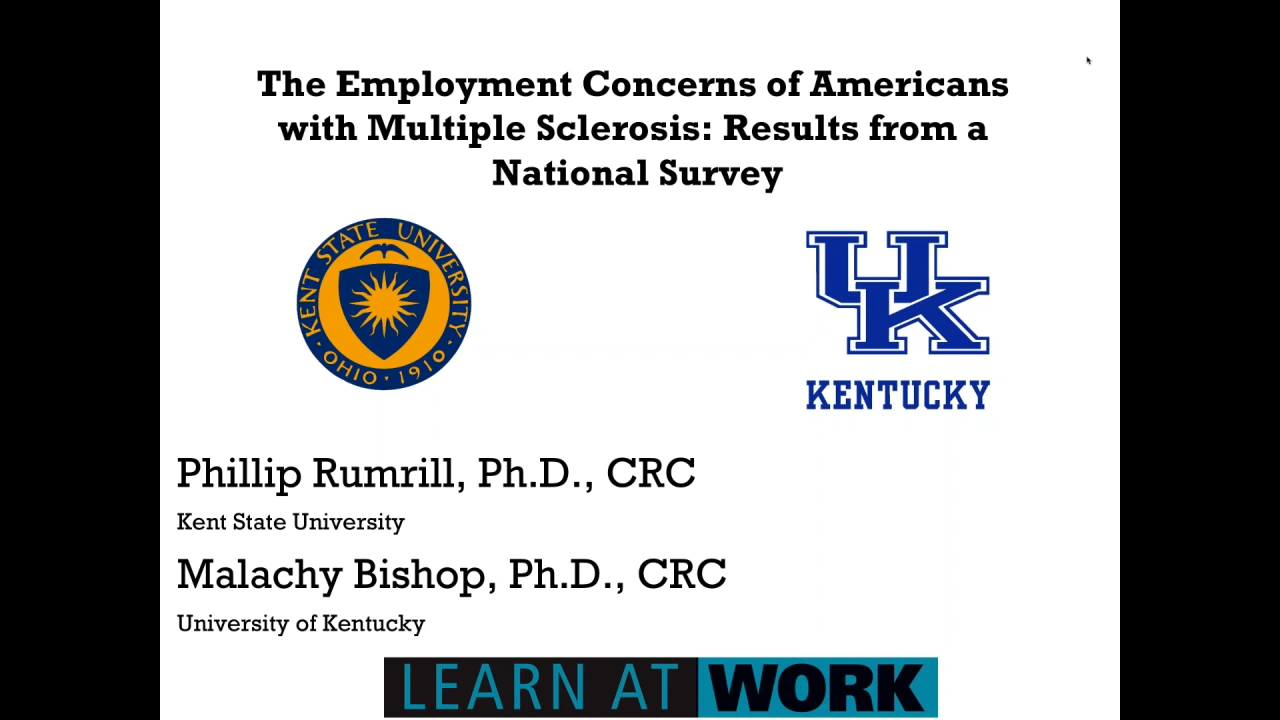 The Employment Concerns of Americans
with Multiple Sclerosis: Results from a
National Survey
KENT STATE UNIVERSITY
· OHIO · 1910 ·
UK
KENTUCKY
Phillip Rumrill, Ph.D., CRC
Kent State University
Malachy Bishop, Ph.D., CRC
University of Kentucky
LEARN AT WORK